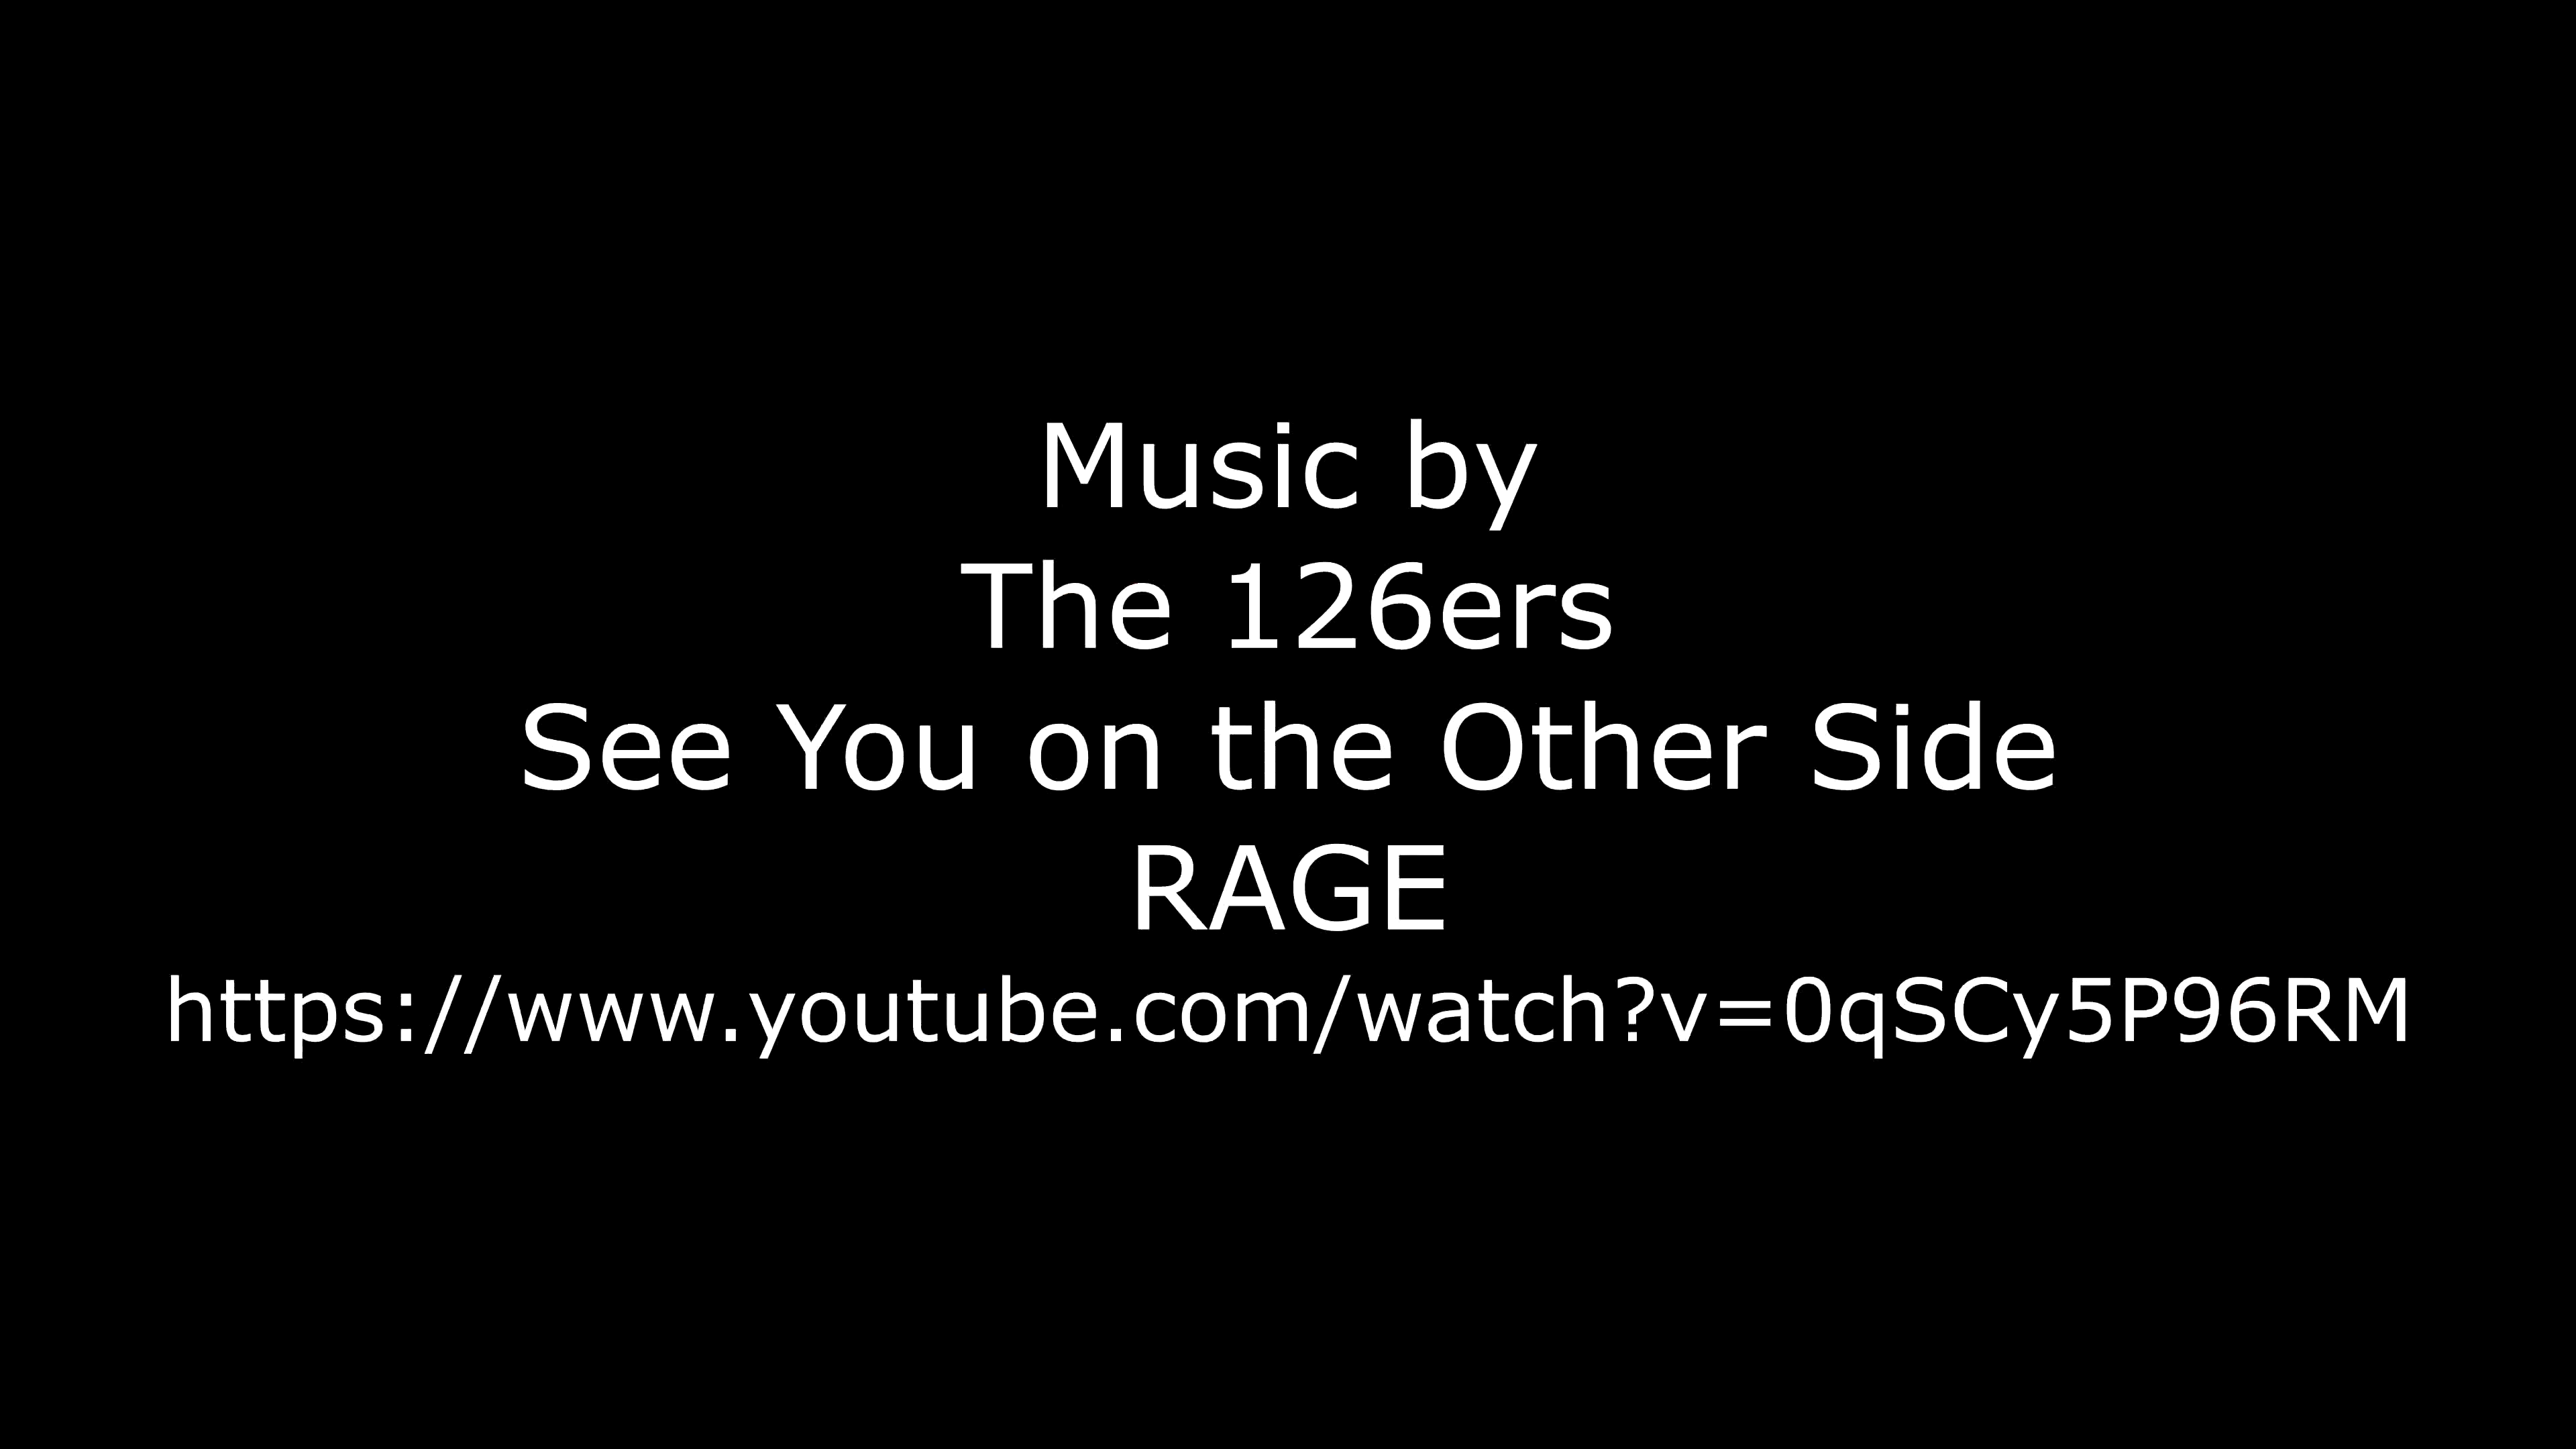 Music by
The 126ers
See You on the Other Side
RAGE
https://www.youtube.com/watch?v=0qSCy5P96RM